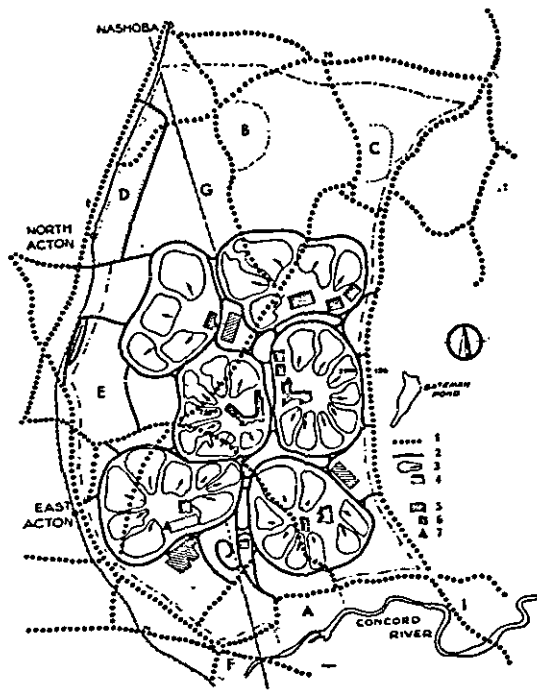 NASHOBA
B
C
D
G
NORTH
ACTON
E
BATEMAN
POND
1
2
3
4
5
6
7
EAST
ACTON
A
CONCORD
RIVER
F